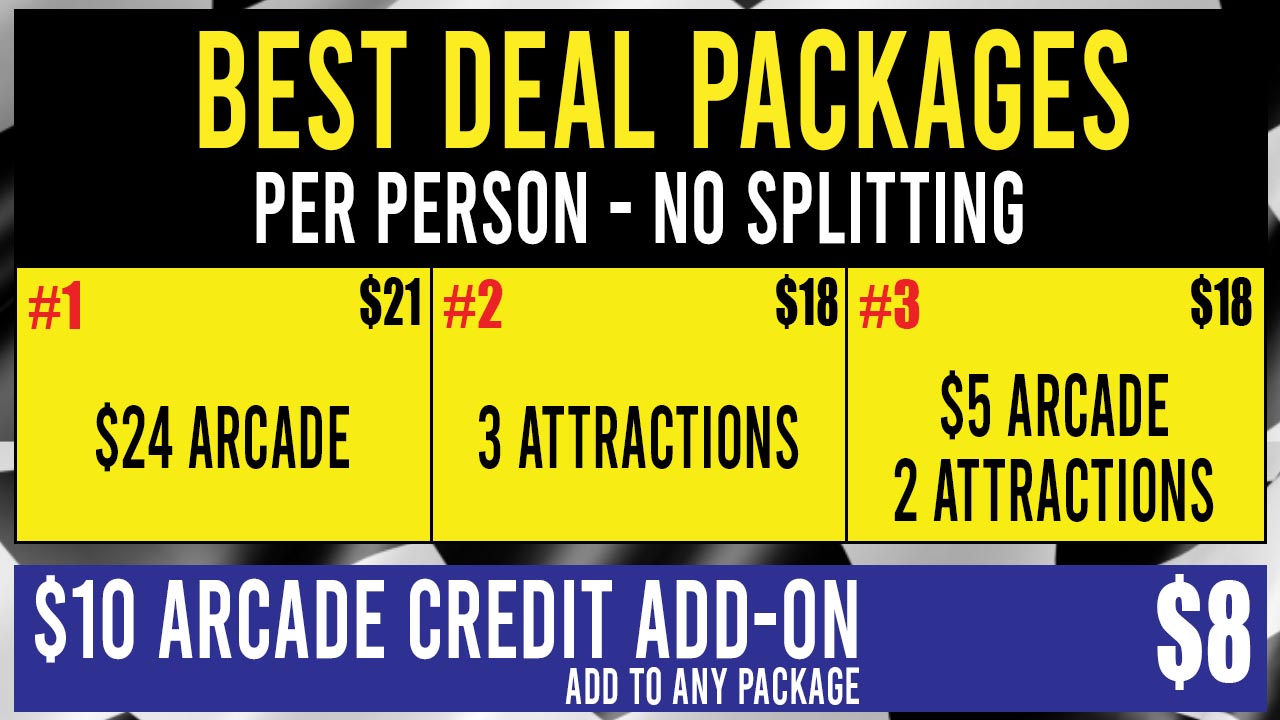 BEST DEAL PACKAGES
PER PERSON - NO SPLITTING
#1 $21
$24 ARCADE
#2 $18
3 ATTRACTIONS
#3 $18
$5 ARCADE
2 ATTRACTIONS
$10 ARCADE CREDIT ADD-ON $8
ADD TO ANY PACKAGE